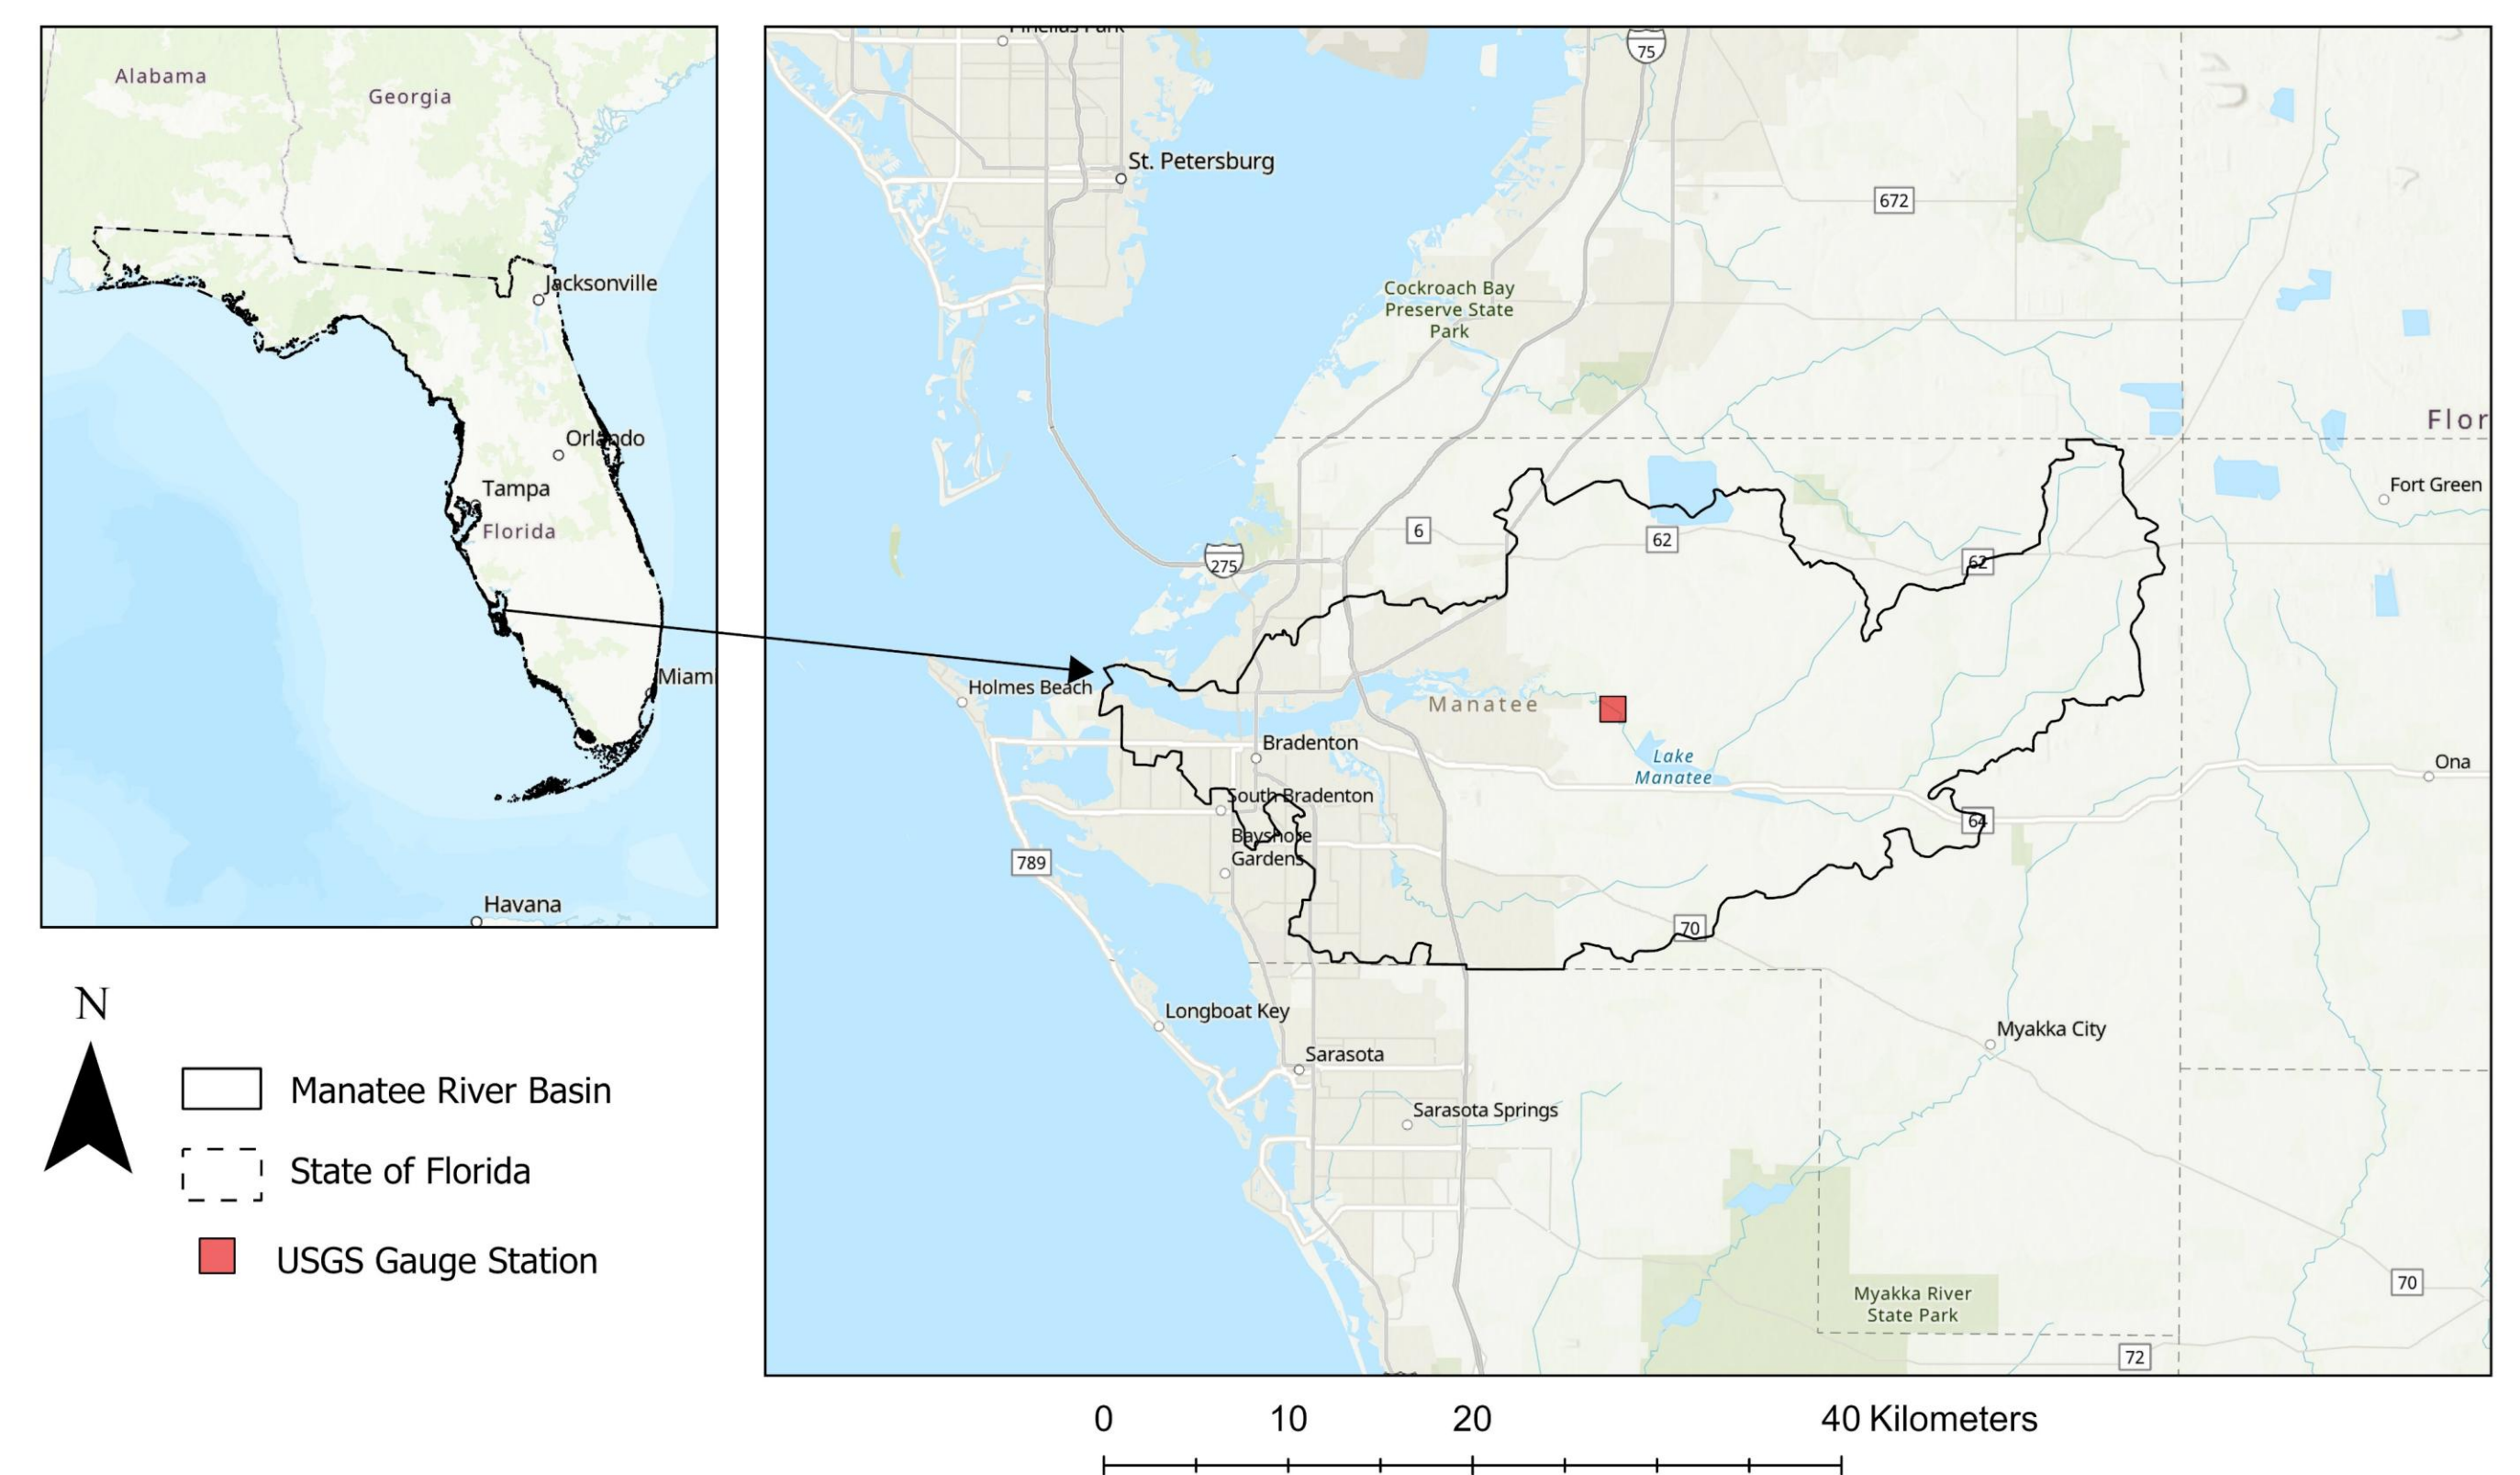 Alabama
Georgia
Jacksonville
Orlando
Tampa
Florida
Miami
Havana
N
Manatee River Basin
State of Florida
USGS Gauge Station
Pinellas Park
75
St. Petersburg
672
Cockroach Bay
Preserve State
Park
Flor
Fort Green
6
62
62
275
Holmes Beach
Manatee
Bradenton
Lake
Manatee
Ona
South Bradenton
64
Bayshore
Gardens
789
70
Longboat Key
Myakka City
Sarasota
Sarasota Springs
70
Myakka River
State Park
72
0 10 20 40 Kilometers